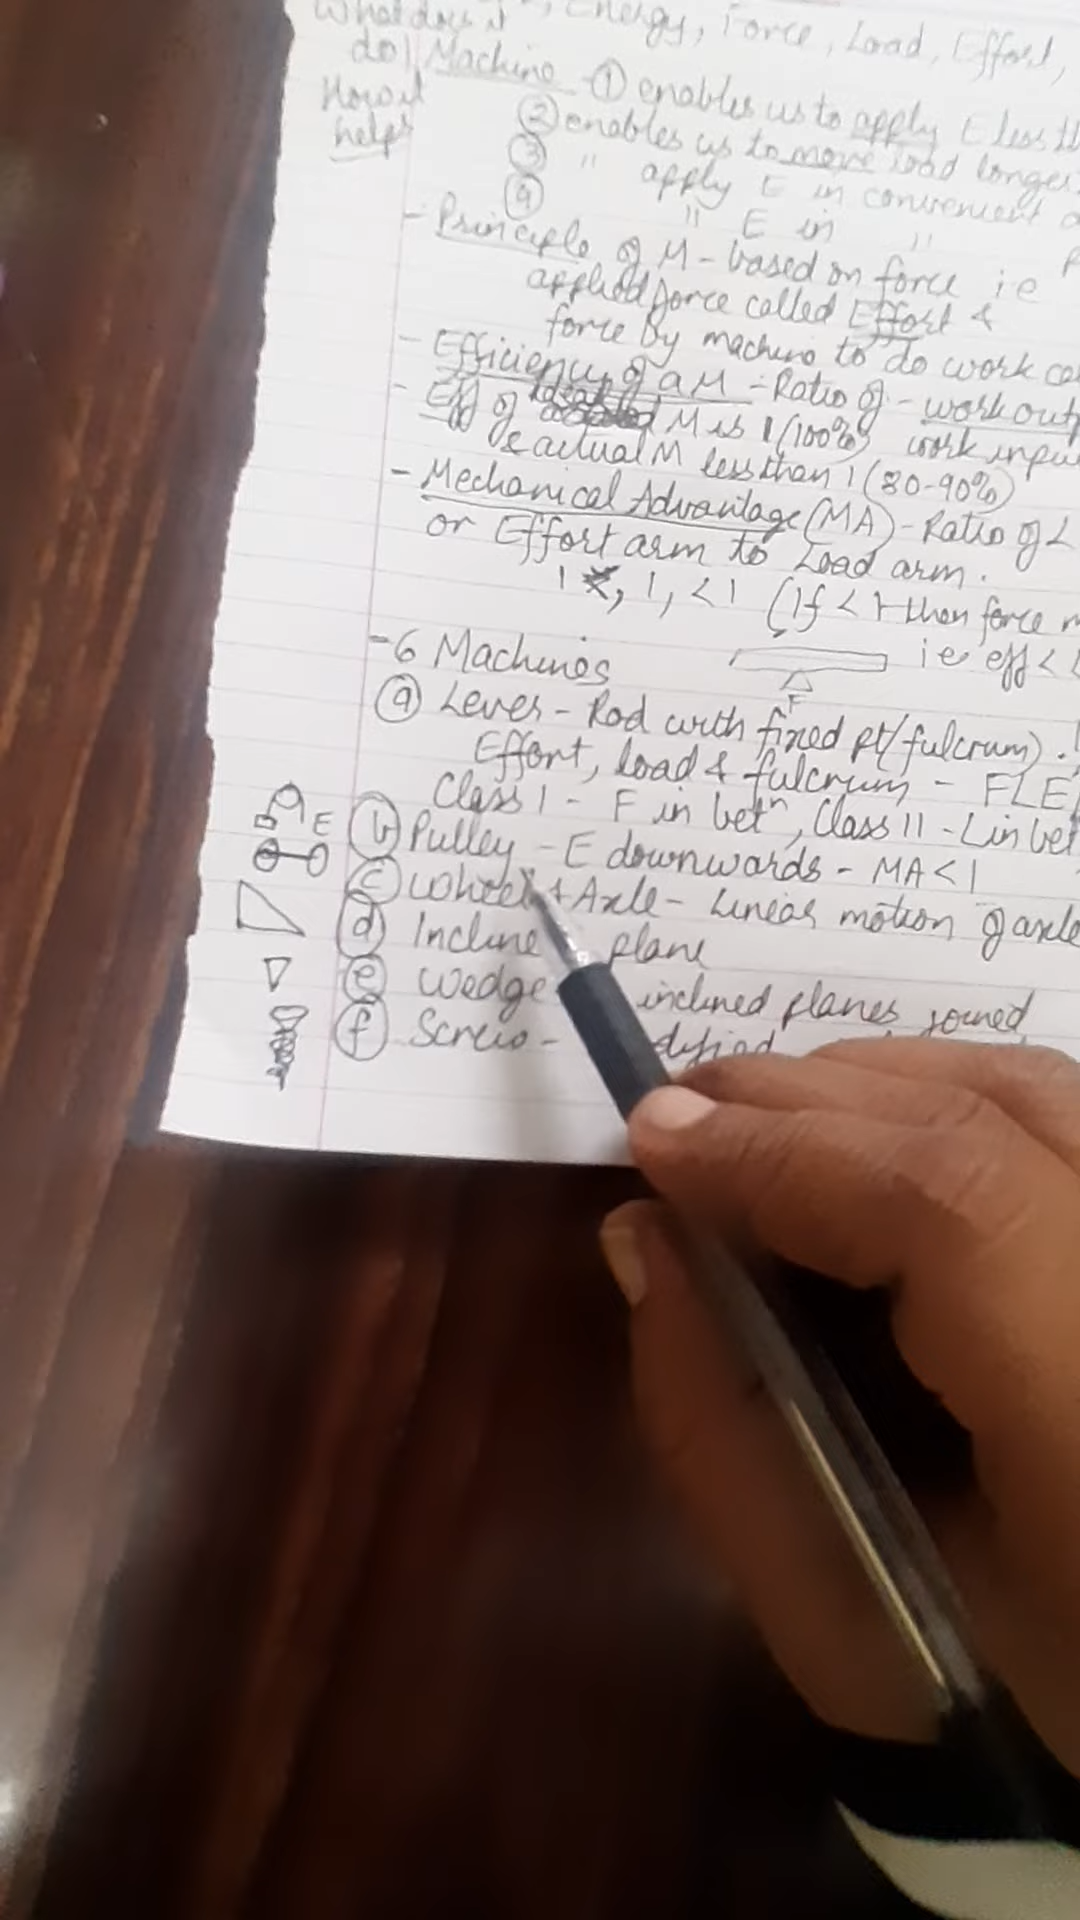 What does it
Energy, Force, Load, Effort,
do | Machine - ① enables us to apply E less th
How it helps
② enables us to move load longer
③ " apply E in convenient
④ " E in "
- Principle of M - based on force i e
applied force called Effort &
force by machine to do work ca
- Efficiency of a M - Ratio of - work outp
work inpu
- Eff of ideal M is 1 (100%)
& actual M less than 1 (80-90%)
- Mechanical Advantage (MA) - Ratio of L
or Effort arm to Load arm.
1, <1 (If <1 then force
i e eff <
- 6 Machines
F
ⓐ Lever - Rod with fixed pt/fulcrum).
Effort, load & fulcrum - FLE
Class I - F in betn, Class II - L in bet
E
ⓑ Pulley - E downwards - MA < 1
ⓒ Wheel + Axle - Linear motion of axle
ⓓ Incline plane
ⓔ Wedge inclined planes joined
ⓕ Screw -